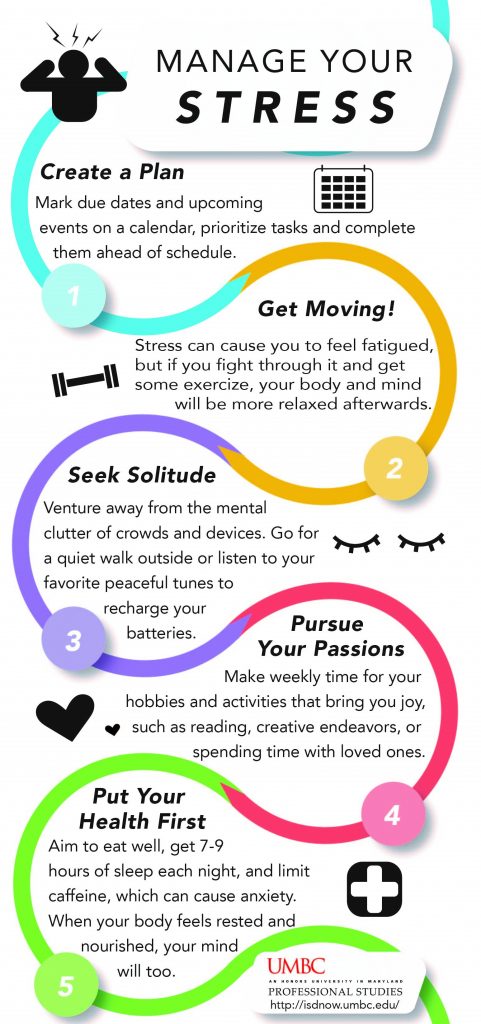 MANAGE YOUR
STRESS
Create a Plan
Mark due dates and upcoming
events on a calendar, prioritize tasks and complete
them ahead of schedule.
1
Get Moving!
Stress can cause you to feel fatigued,
but if you fight through it and get
some exercize, your body and mind
will be more relaxed afterwards.
2
Seek Solitude
Venture away from the mental
clutter of crowds and devices. Go for
a quiet walk outside or listen to your
favorite peaceful tunes to
recharge your
batteries.
3
Pursue
Your Passions
Make weekly time for your
hobbies and activities that bring you joy,
such as reading, creative endeavors, or
spending time with loved ones.
4
Put Your
Health First
Aim to eat well, get 7-9
hours of sleep each night, and limit
caffeine, which can cause anxiety.
When your body feels rested and
nourished, your mind
will too.
5
UMBC
AN HONORS UNIVERSITY IN MARYLAND
PROFESSIONAL STUDIES
http://isdnow.umbc.edu/